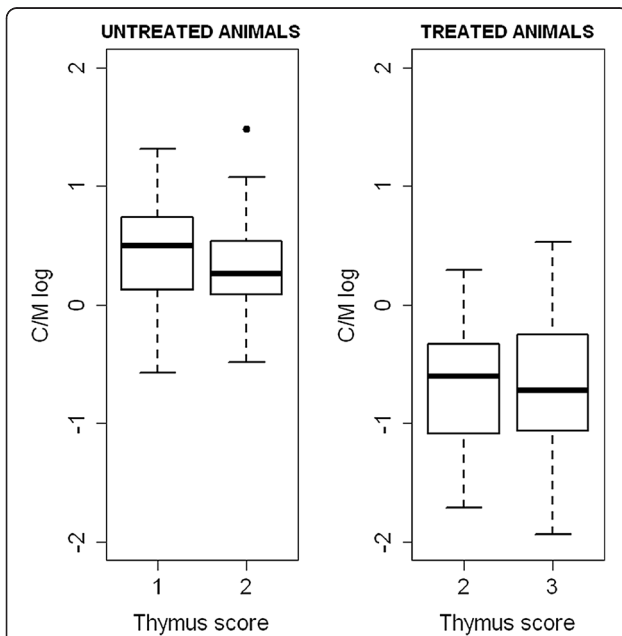 UNTREATED ANIMALS
C/M log
2
1
0
-1
-2
1 2
Thymus score
TREATED ANIMALS
C/M log
2
1
0
-1
-2
2 3
Thymus score